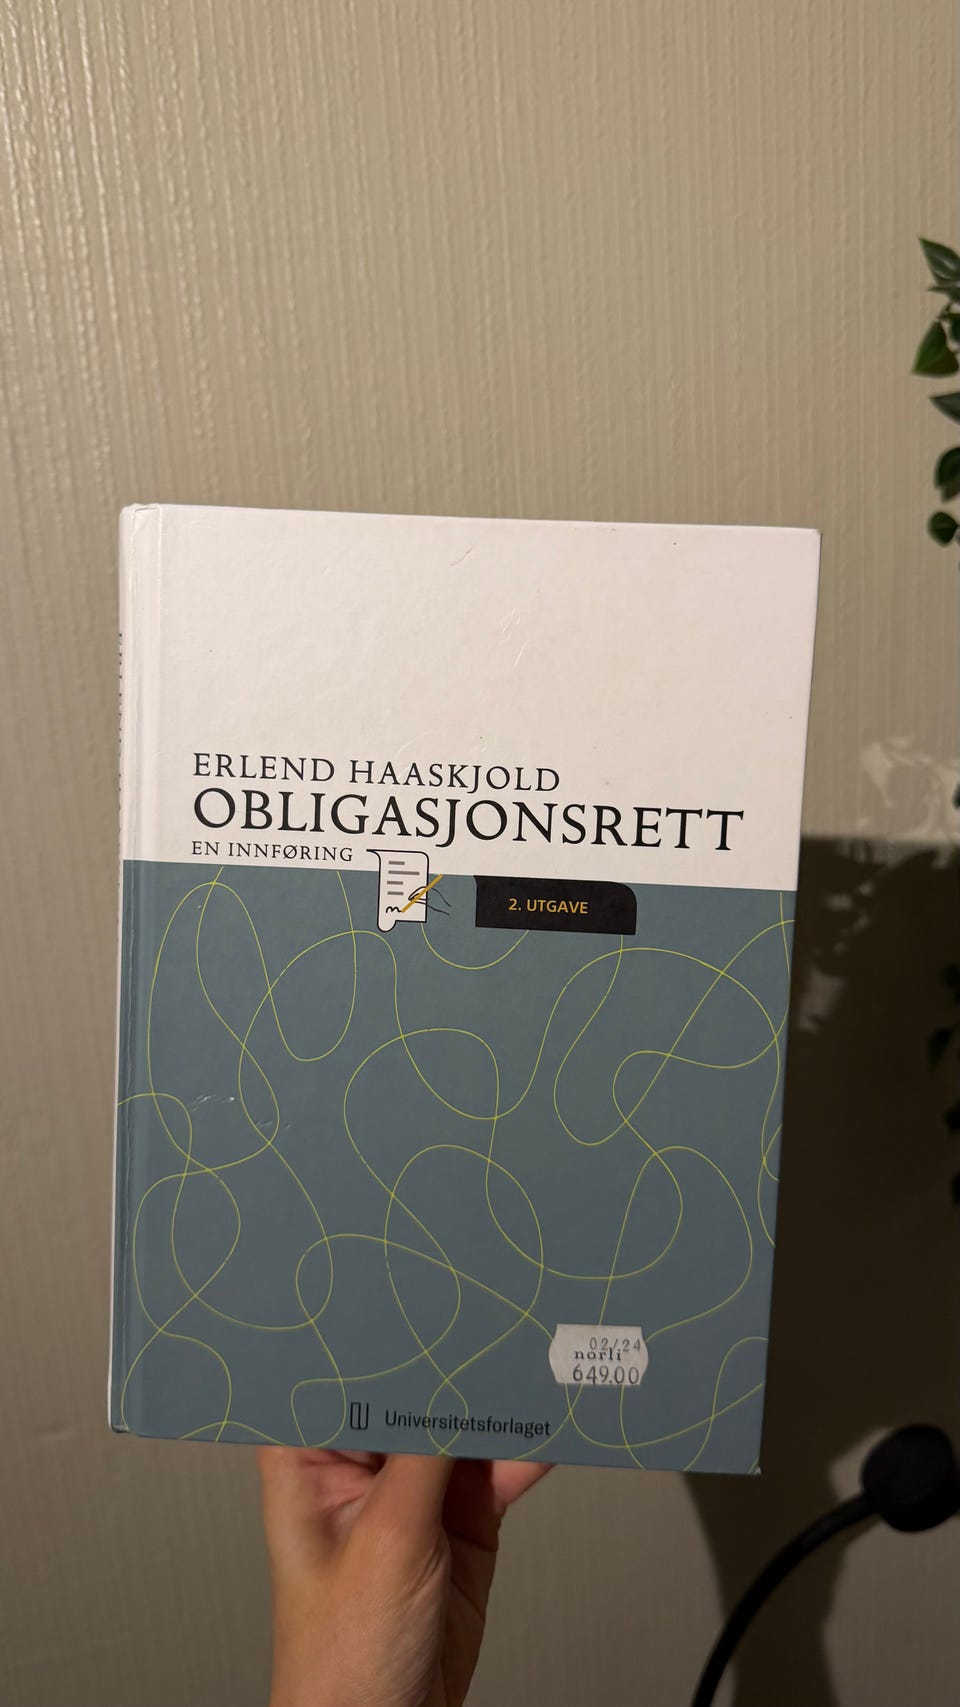 ERLEND HAASKJOLD
OBLIGASJONSRETT
EN INNFØRING
2. UTGAVE
02/24
norli
649.00
Universitetsforlaget